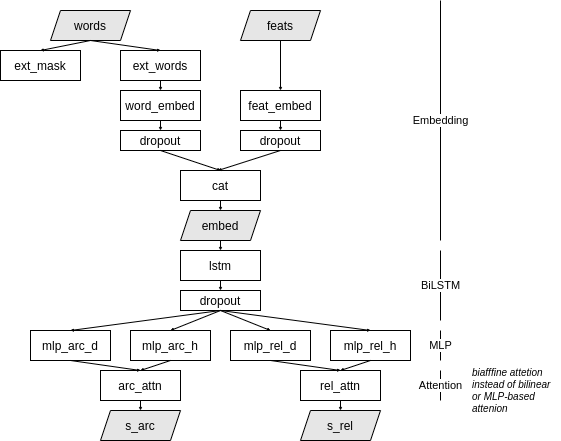 words
feats
ext_mask
ext_words
word_embed
feat_embed
Embedding
dropout
dropout
cat
embed
lstm
BiLSTM
dropout
mlp_arc_d
mlp_arc_h
mlp_rel_d
mlp_rel_h
MLP
arc_attn
rel_attn
Attention
biafffine attetion
instead of bilinear
or MLP-based
attenion
s_arc
s_rel